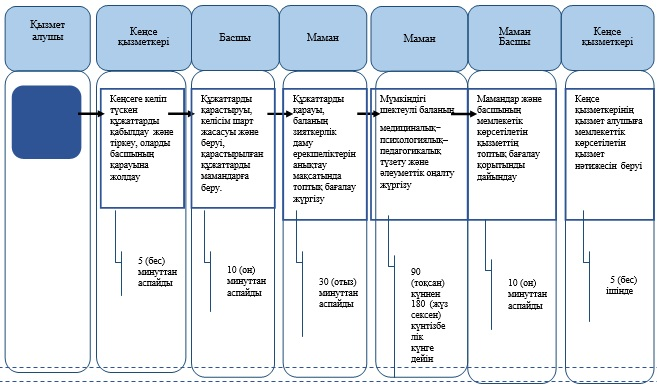 Қызмет
алушы
Кеңсе
қызметкері
Басшы
Маман
Маман
Маман
Басшы
Кеңсе
қызметкері
Кеңсеге келіп
түскен
құжаттарды
қабылдау және
тіркеу, оларды
басшының
қарауына
жолдау
Құжаттарды
қарастыруы,
келісім шарт
жасасуы және
беруі,
қарастырылған
құжаттарды
мамандарға
беру.
Құжаттарды
қарауы,
баланың
зияткерлік
даму
ерекшеліктерін
анықтау
мақсатында
топтық бағалау
жүргізу
Мүмкіндігі
шектеулі баланың
медициналық–
психологиялық–
педагогикалық
түзету және
әлеуметтік оңалту
жүргізу
Мамандар және
басшының
мемлекетік
көрсетілетін
қызметтің
топтық бағалау
қорытынды
дайындау
Кеңсе
қызметкерінің
қызмет алушыға
мемлекеттік
көрсетілетін
қызмет
нәтижесін беруі
5 (бес)
минуттан
аспайды
10 (он)
минуттан
аспайды
30 (отыз)
минуттан
аспайды
90
(тоқсан)
күннен
180 (жүз
сексен)
күнтізбе
лік
күнге
дейін
10 (он)
минуттан
аспайды
5 (бес)
ішінде